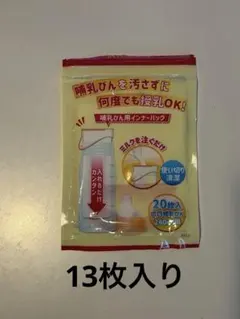 哺乳びんを汚さずに
何度でも授乳OK!
哺乳びん用インナーパック
ミルクを注ぐだけ
入れるだけ!
カンタン
使い切り
清潔
20枚入
13枚入り